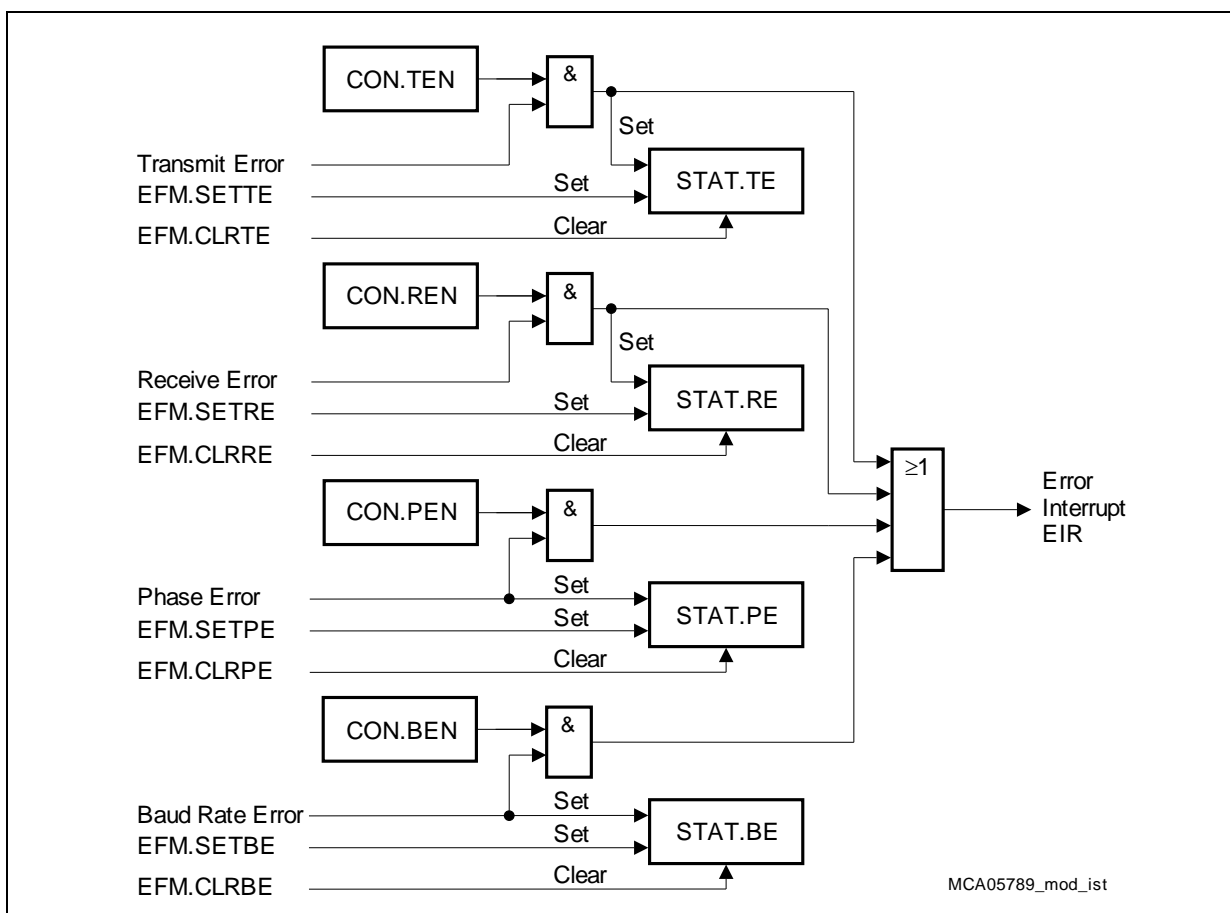 CON.TEN
&
Set
Transmit Error
EFM.SETTE
Set
STAT.TE
EFM.CLRTE
Clear
CON.REN
&
Set
Receive Error
EFM.SETRE
Set
STAT.RE
EFM.CLRRE
Clear
≥1
Error
Interrupt
EIR
CON.PEN
&
Phase Error
Set
EFM.SETPE
Set
STAT.PE
EFM.CLRPE
Clear
CON.BEN
&
Baud Rate Error
Set
EFM.SETBE
Set
STAT.BE
EFM.CLRBE
Clear
MCA05789_mod_ist